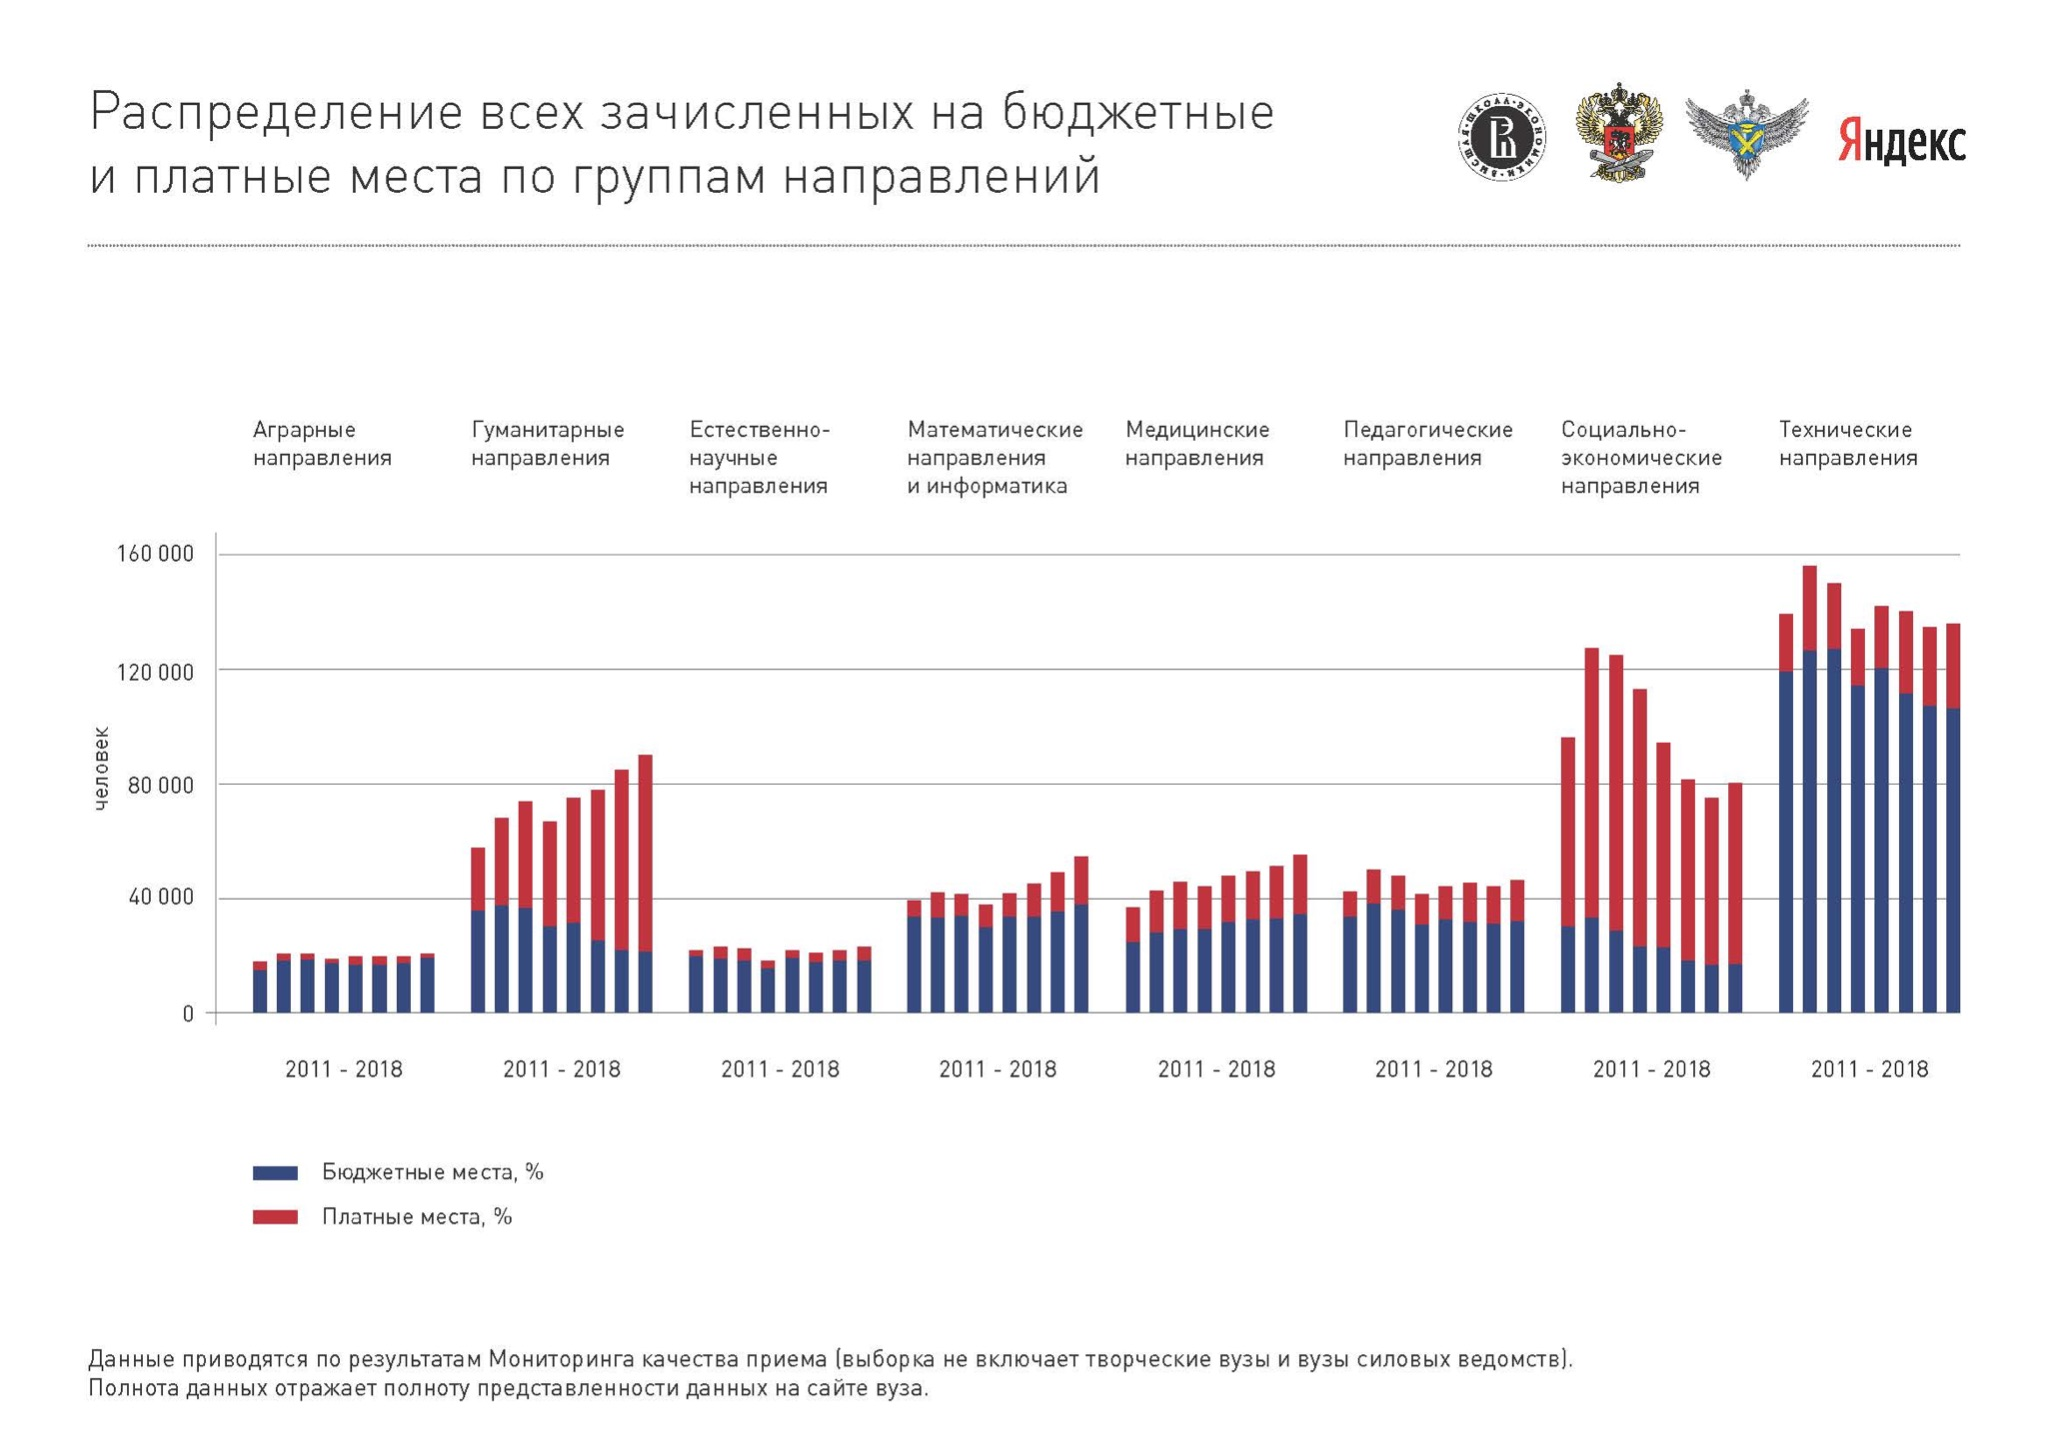 Распределение всех зачисленных на бюджетные
и платные места по группам направлений
ВЫСШАЯ ШКОЛА ЭКОНОМИКИ
Яндекс
Аграрные
направления
Гуманитарные
направления
Естественно-
научные
направления
Математические
направления
и информатика
Медицинские
направления
Педагогические
направления
Социально-
экономические
направления
Технические
направления
человек
160 000
120 000
80 000
40 000
0
2011 - 2018
2011 - 2018
2011 - 2018
2011 - 2018
2011 - 2018
2011 - 2018
2011 - 2018
2011 - 2018
Бюджетные места, %
Платные места, %
Данные приводятся по результатам Мониторинга качества приема (выборка не включает творческие вузы и вузы силовых ведомств).
Полнота данных отражает полноту представленности данных на сайте вуза.